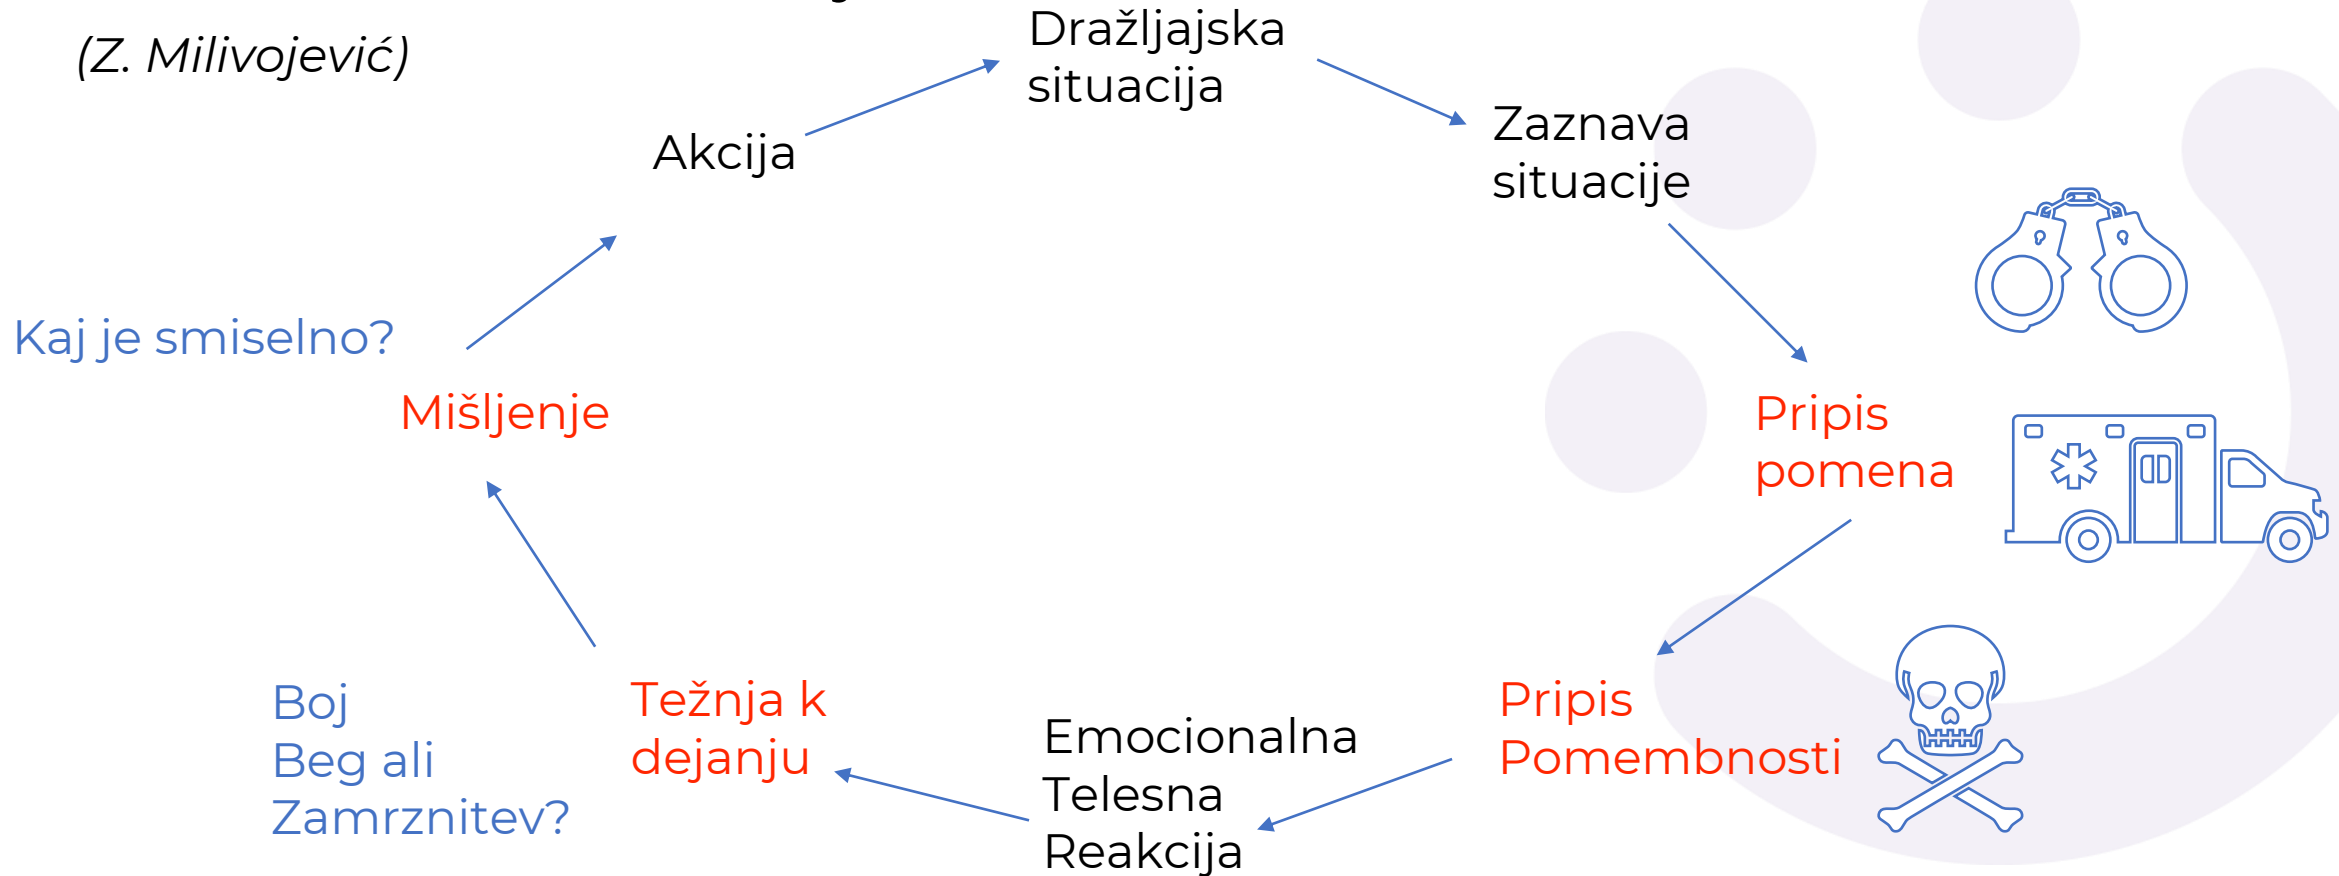 (Z. Milivojević)
Dražljajska
situacija
Zaznava
situacije
Akcija
Kaj je smiselno?
Mišljenje
Pripis
pomena
Boj
Beg ali
Zamrznitev?
Težnja k
dejanju
Emocionalna
Telesna
Reakcija
Pripis
Pomembnosti